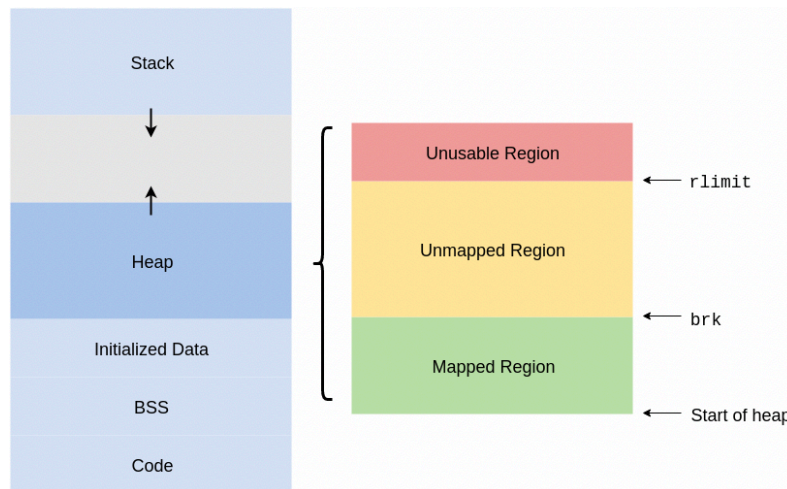 Stack
Heap
Initialized Data
BSS
Code
Unusable Region
rlimit
Unmapped Region
brk
Mapped Region
Start of heap